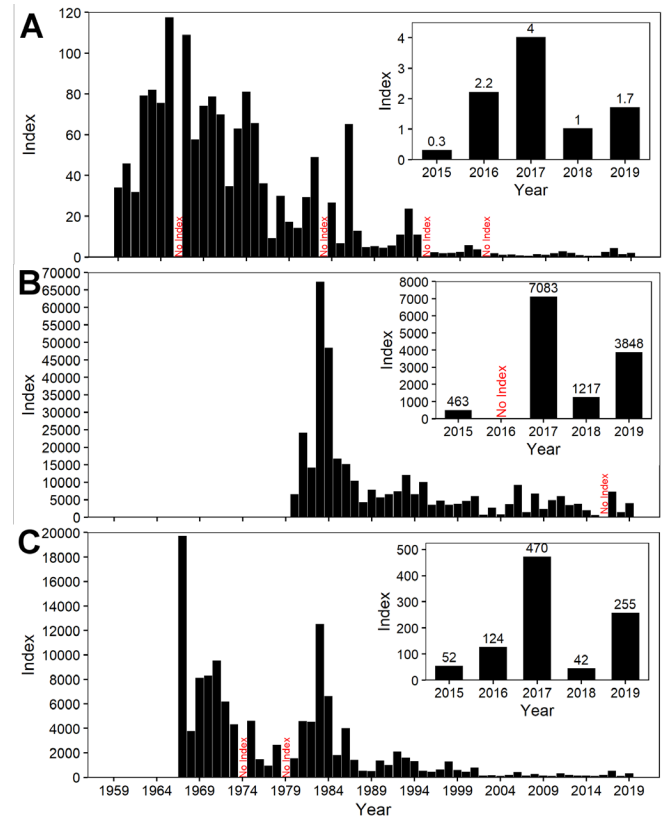 A
120
100
80
60
40
20
0
Index
No Index
No Index
No Index
No Index
4
3
2
1
0
Index
0.3
2.2
4
1
1.7
2015 2016 2017 2018 2019
Year
B
70000
65000
60000
55000
50000
45000
40000
35000
30000
25000
20000
15000
10000
5000
0
Index
No Index
8000
7000
6000
5000
4000
3000
2000
1000
0
Index
463
No Index
7083
1217
3848
2015 2016 2017 2018 2019
Year
C
20000
18000
16000
14000
12000
10000
8000
6000
4000
2000
0
Index
No Index
No Index
500
400
300
200
100
0
Index
52
124
470
42
255
2015 2016 2017 2018 2019
Year
1959 1964 1969 1974 1979 1984 1989 1994 1999 2004 2009 2014 2019
Year